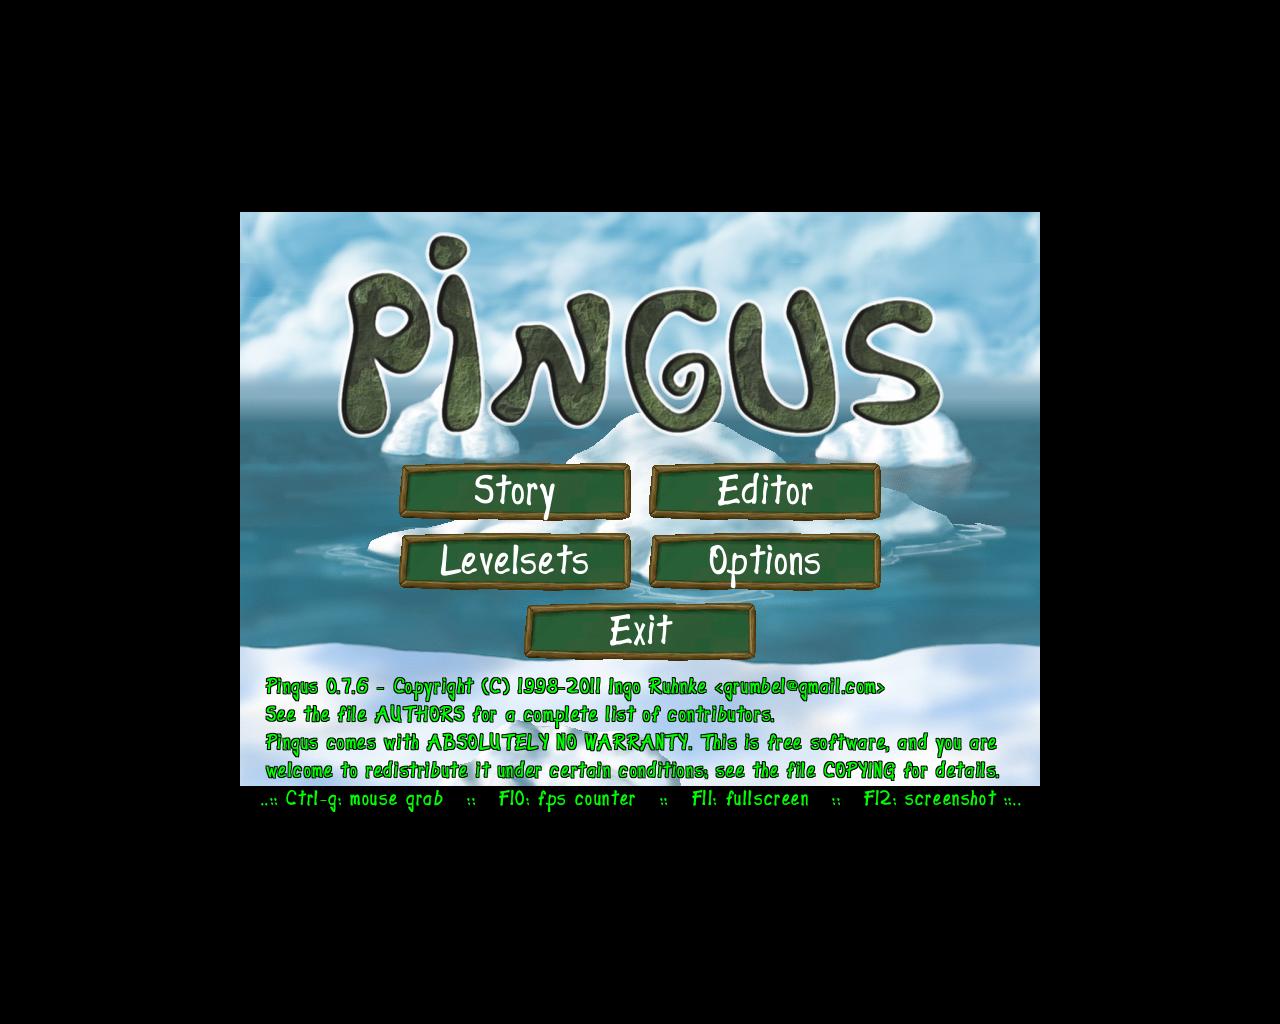 PiNGUS
Story
Editor
Levelsets
Options
Exit
Pingus 0.7.6 - Copyright (C) 1998-2011 Ingo Ruhnke <grumbel@gmail.com>
See the file AUTHORS for a complete list of contributors.
Pingus comes with ABSOLUTELY NO WARRANTY. This is free software, and you are
welcome to redistribute it under certain conditions; see the file COPYING for details.
..:: Ctrl-g: mouse grab :: F10: fps counter :: F11: fullscreen :: F12: screenshot ::..